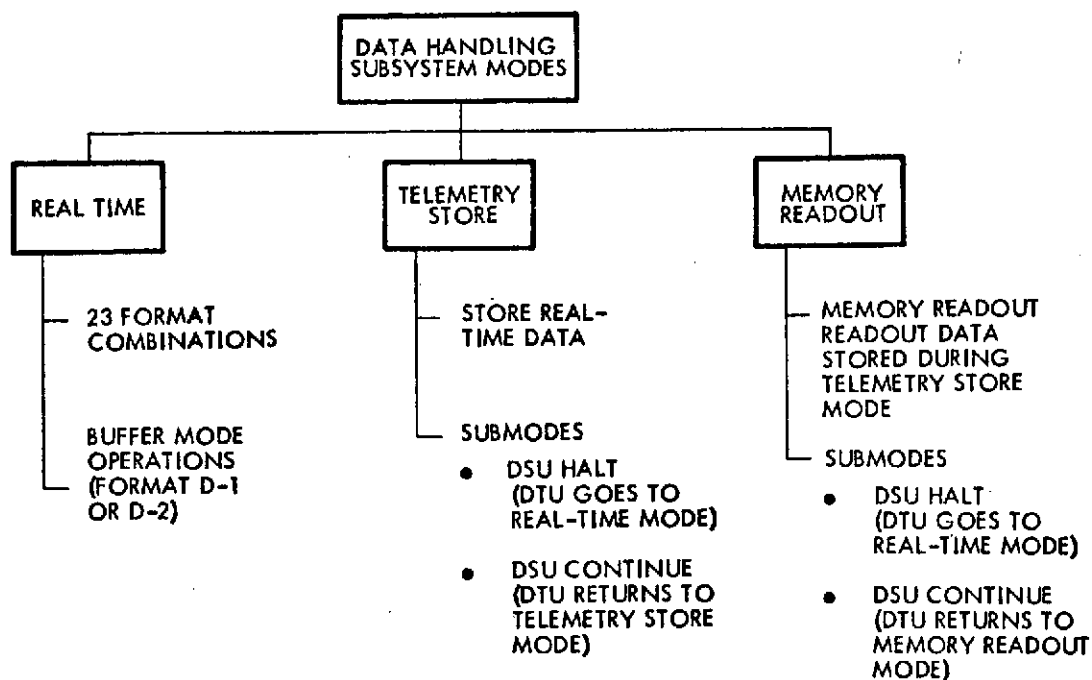 DATA HANDLING
SUBSYSTEM MODES
REAL TIME
23 FORMAT
COMBINATIONS
BUFFER MODE
OPERATIONS
(FORMAT D-1
OR D-2)
TELEMETRY
STORE
STORE REAL-
TIME DATA
SUBMODES
● DSU HALT
(DTU GOES TO
REAL-TIME MODE)
● DSU CONTINUE
(DTU RETURNS TO
TELEMETRY STORE
MODE)
MEMORY
READOUT
MEMORY READOUT
READOUT DATA
STORED DURING
TELEMETRY STORE
MODE
SUBMODES
● DSU HALT
(DTU GOES TO
REAL-TIME MODE)
● DSU CONTINUE
(DTU RETURNS TO
MEMORY READOUT
MODE)